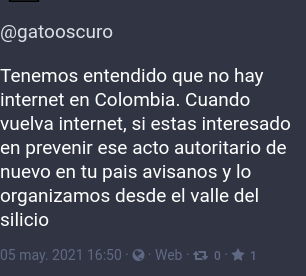 @gatooscuro
Tenemos entendido que no hay
internet en Colombia. Cuando
vuelva internet, si estas interesado
en prevenir ese acto autoritario de
nuevo en tu pais avisanos y lo
organizamos desde el valle del
silicio
05 may. 2021 16:50 · · Web · 0 · 1